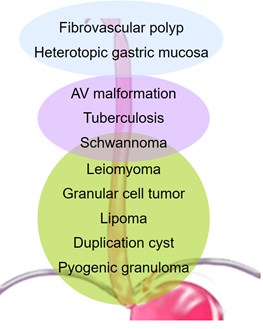 Fibrovascular polyp
Heterotopic gastric mucosa
AV malformation
Tuberculosis
Schwannoma
Leiomyoma
Granular cell tumor
Lipoma
Duplication cyst
Pyogenic granuloma